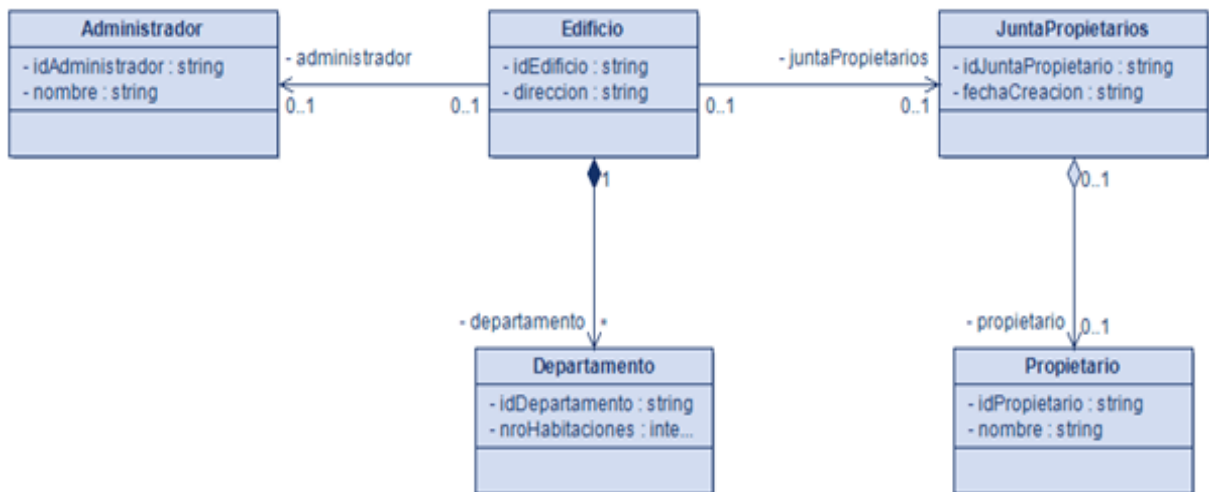 Administrador
- idAdministrador : string
- nombre : string
- administrador
0..1
0..1
Edificio
- idEdificio : string
- direccion : string
- juntaPropietarios
0..1
0..1
JuntaPropietarios
- idJuntaPropietario : string
- fechaCreacion : string
1
0..1
- departamento
*
- propietario
0..1
Departamento
- idDepartamento : string
- nroHabitaciones : inte...
Propietario
- idPropietario : string
- nombre : string